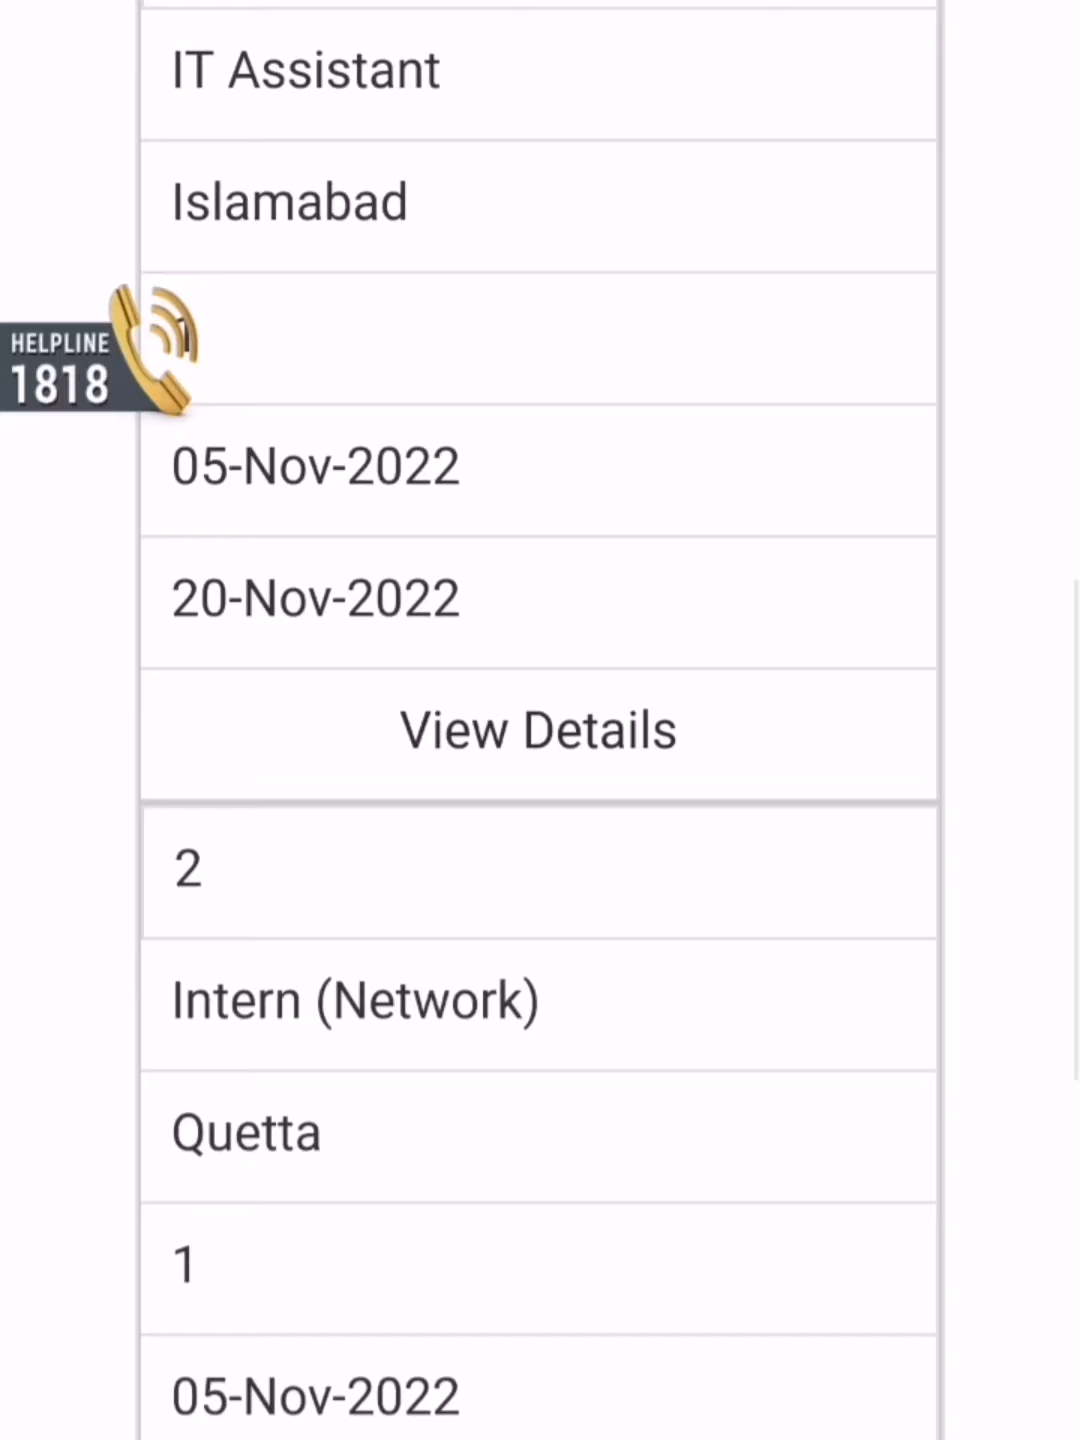 IT Assistant
Islamabad
HELPLINE
1818
05-Nov-2022
20-Nov-2022
View Details
2
Intern (Network)
Quetta
1
05-Nov-2022